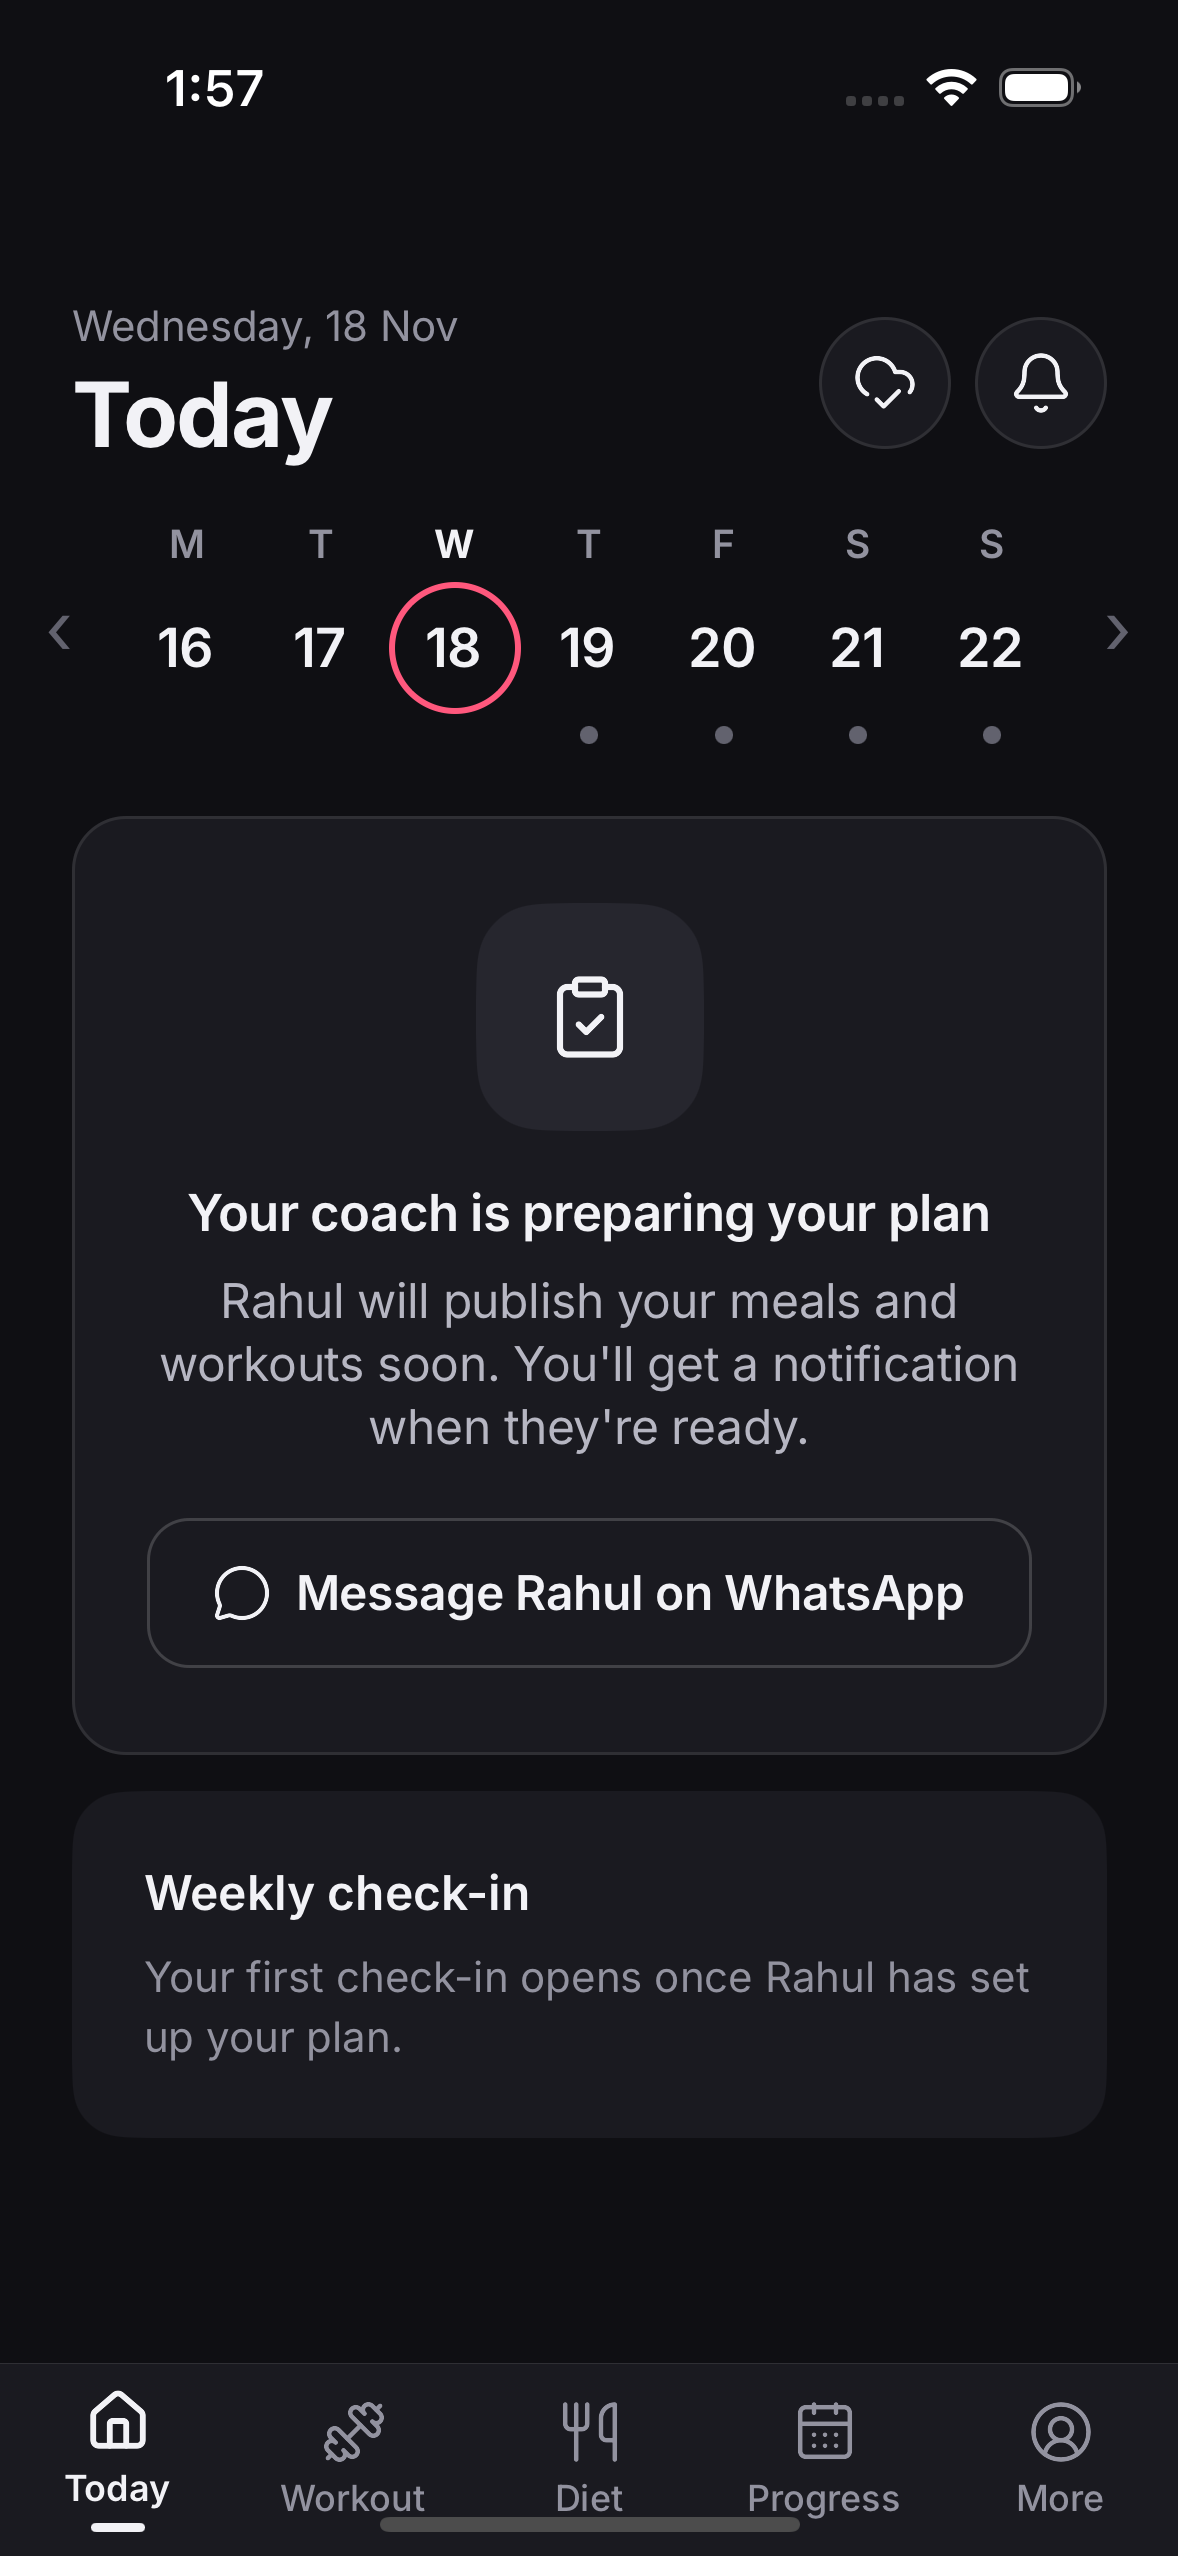 1:57
Wednesday, 18 Nov
Today
M T W T F S S
16 17 18 19 20 21 22
Your coach is preparing your plan
Rahul will publish your meals and
workouts soon. You'll get a notification
when they're ready.
Message Rahul on WhatsApp
Weekly check-in
Your first check-in opens once Rahul has set
up your plan.
Today Workout Diet Progress More